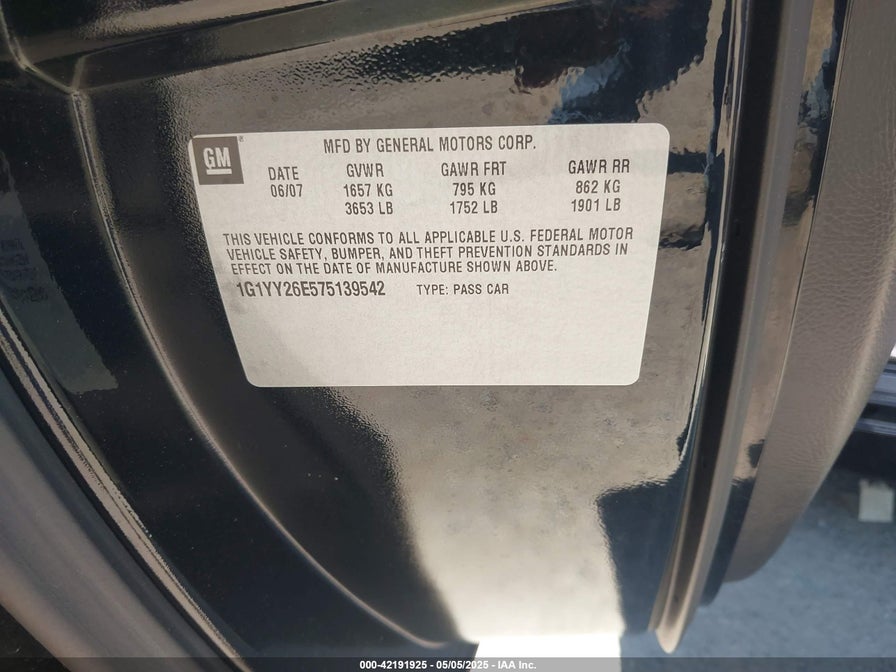 GM
®
MFD BY GENERAL MOTORS CORP.
DATE GVWR GAWR FRT GAWR RR
06/07 1657 KG 795 KG 862 KG
3653 LB 1752 LB 1901 LB
THIS VEHICLE CONFORMS TO ALL APPLICABLE U.S. FEDERAL MOTOR
VEHICLE SAFETY, BUMPER, AND THEFT PREVENTION STANDARDS IN
EFFECT ON THE DATE OF MANUFACTURE SHOWN ABOVE.
1G1YY26E575139542 TYPE: PASS CAR
000-42191925 - 05/05/2025 - IAA Inc.